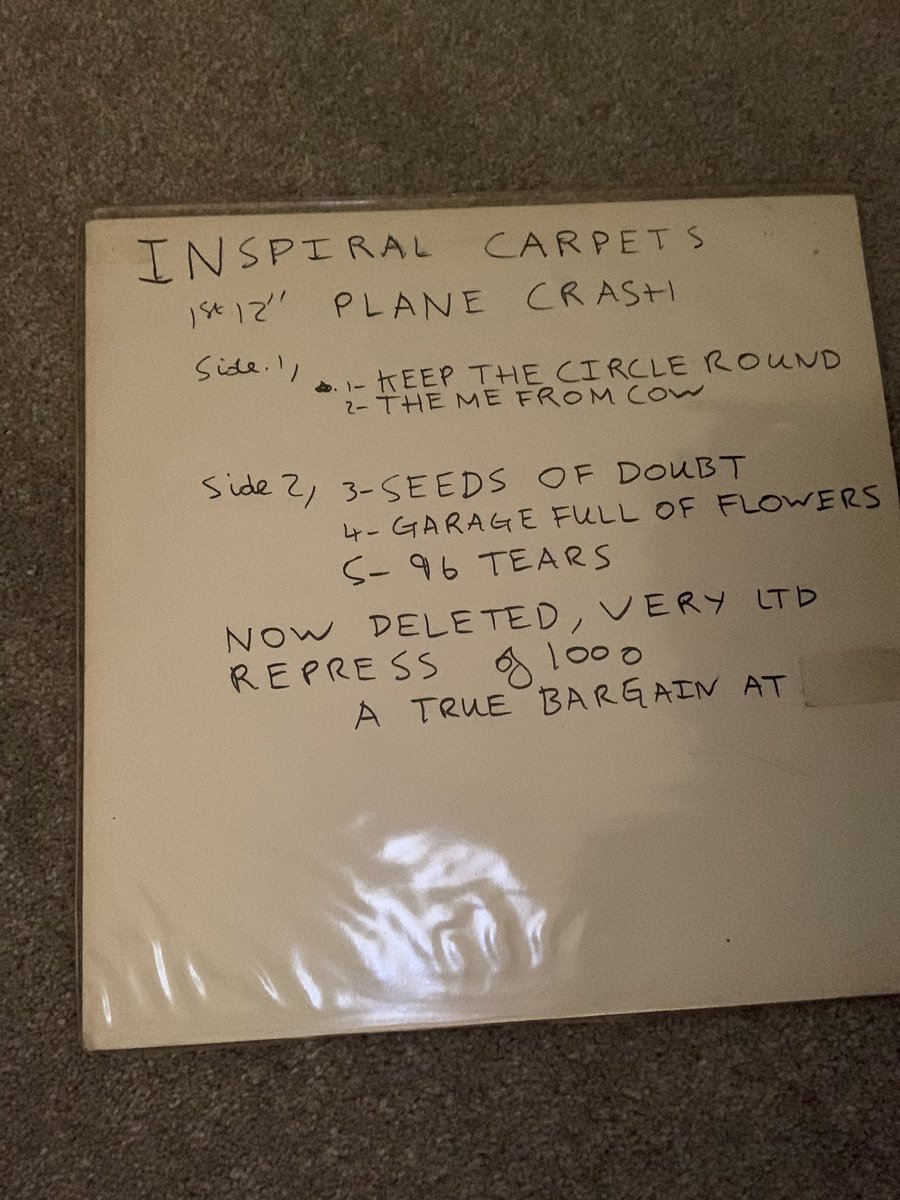 INSPIRAL CARPETS
1st 12" PLANE CRASH
Side.1, 1- KEEP THE CIRCLE ROUND
2- THEME FROM COW
Side 2, 3-SEEDS OF DOUBT
4- GARAGE FULL OF FLOWERS
5- 96 TEARS
NOW DELETED, VERY LTD
REPRESS of 1000
A TRUE BARGAIN AT